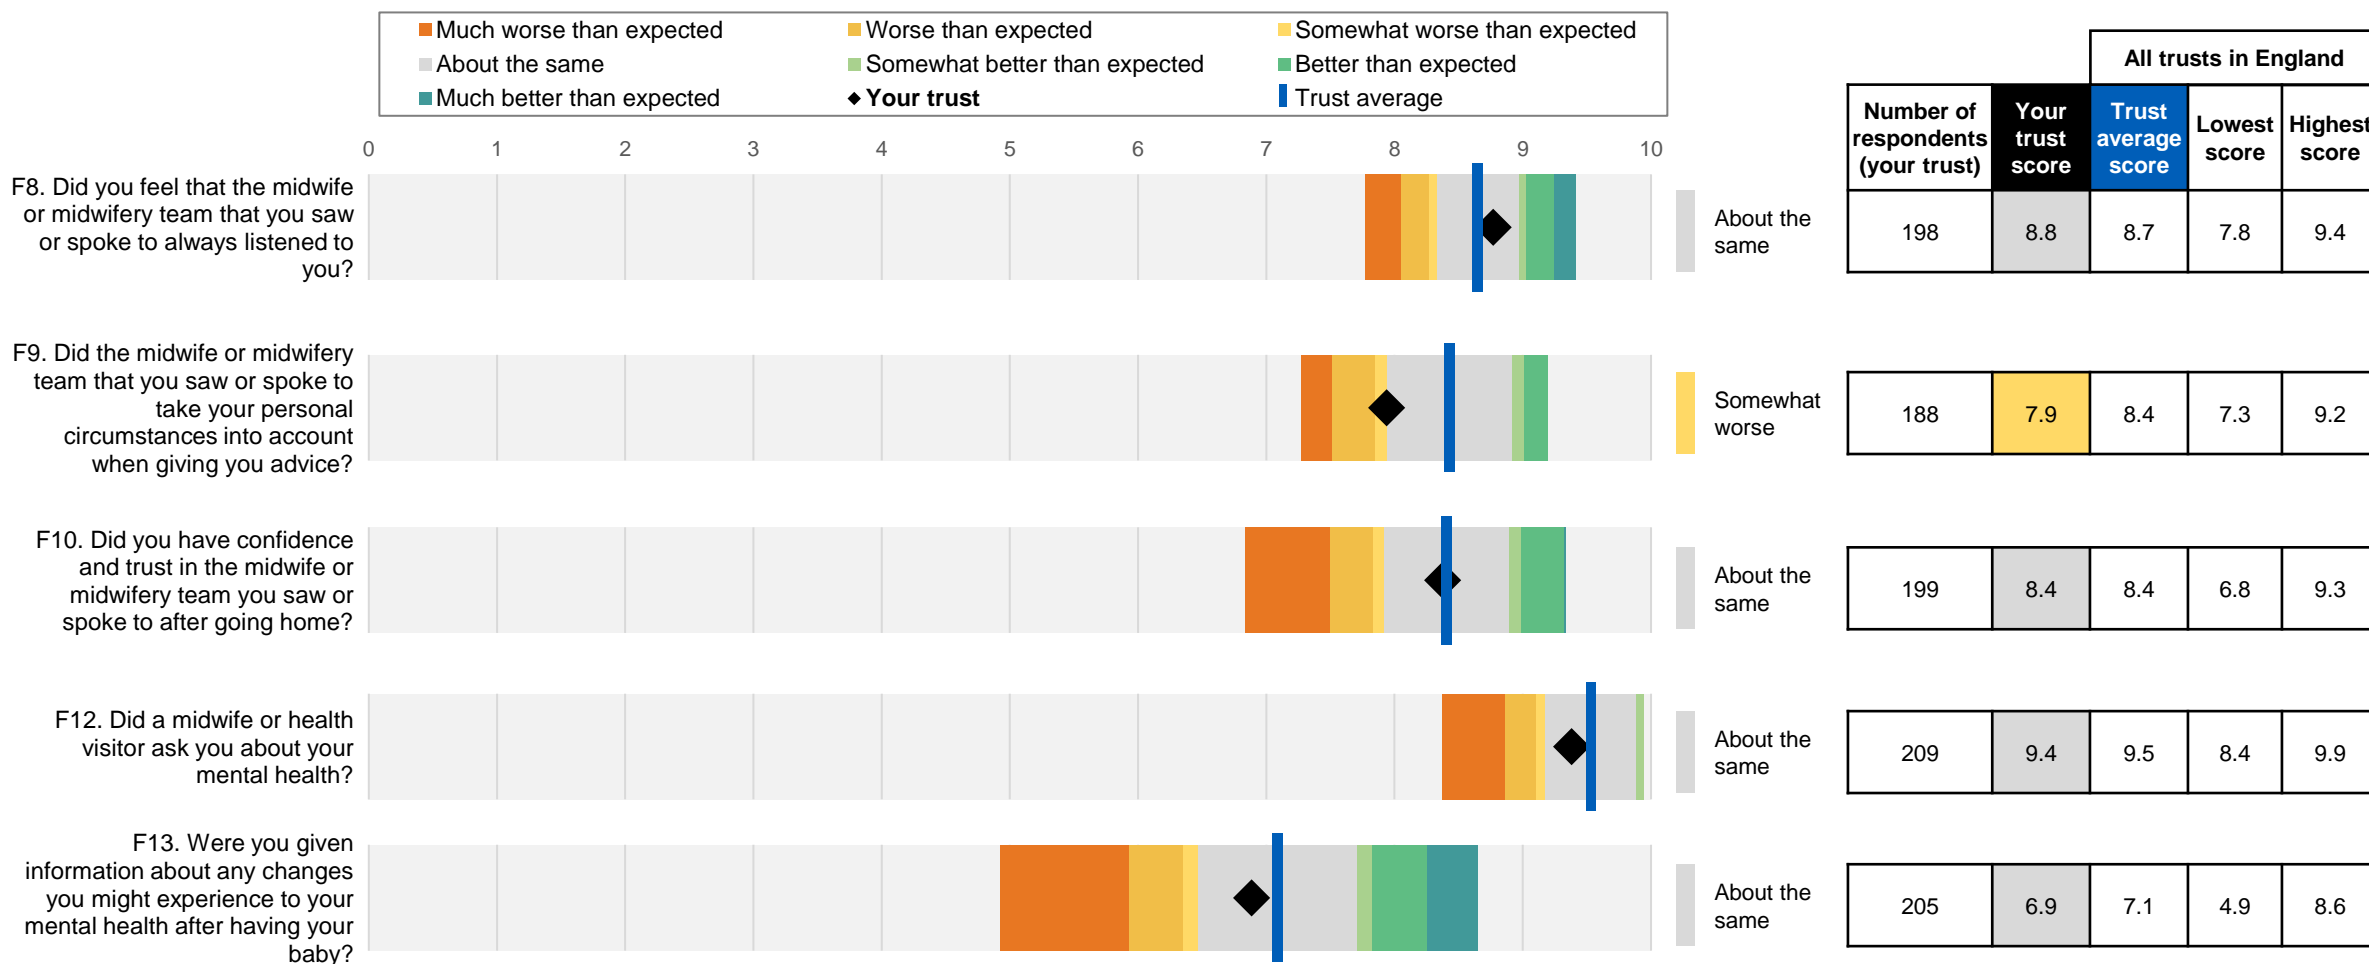 Much worse than expected
Worse than expected
Somewhat worse than expected
About the same
Somewhat better than expected
Better than expected
Much better than expected
Your trust
Trust average
All trusts in England
Number of
respondents
(your trust)
Your
trust
score
Trust
average
score
Lowest
score
Highest
score
0 1 2 3 4 5 6 7 8 9 10
F8. Did you feel that the midwife
or midwifery team that you saw
or spoke to always listened to
you?
About the
same
198 8.8 8.7 7.8 9.4
F9. Did the midwife or midwifery
team that you saw or spoke to
take your personal
circumstances into account
when giving you advice?
Somewhat
worse
188 7.9 8.4 7.3 9.2
F10. Did you have confidence
and trust in the midwife or
midwifery team you saw or
spoke to after going home?
About the
same
199 8.4 8.4 6.8 9.3
F12. Did a midwife or health
visitor ask you about your
mental health?
About the
same
209 9.4 9.5 8.4 9.9
F13. Were you given
information about any changes
you might experience to your
mental health after having your
baby?
About the
same
205 6.9 7.1 4.9 8.6